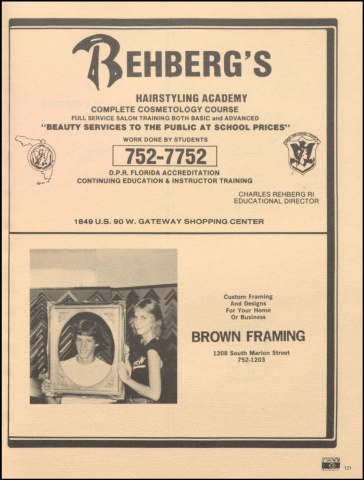 REHBERG'S
HAIRSTYLING ACADEMY
COMPLETE COSMETOLOGY COURSE
FULL SERVICE SALON TRAINING BOTH BASIC and ADVANCED
"BEAUTY SERVICES TO THE PUBLIC AT SCHOOL PRICES"
WORK DONE BY STUDENTS
752-7752
D.P.R. FLORIDA ACCREDITATION
CONTINUING EDUCATION & INSTRUCTOR TRAINING
CHARLES REHBERG RI
EDUCATIONAL DIRECTOR
1849 U.S. 90 W. GATEWAY SHOPPING CENTER
Custom Framing
And Designs
For Your Home
Or Business
BROWN FRAMING
1208 South Marion Street
752-1203
121